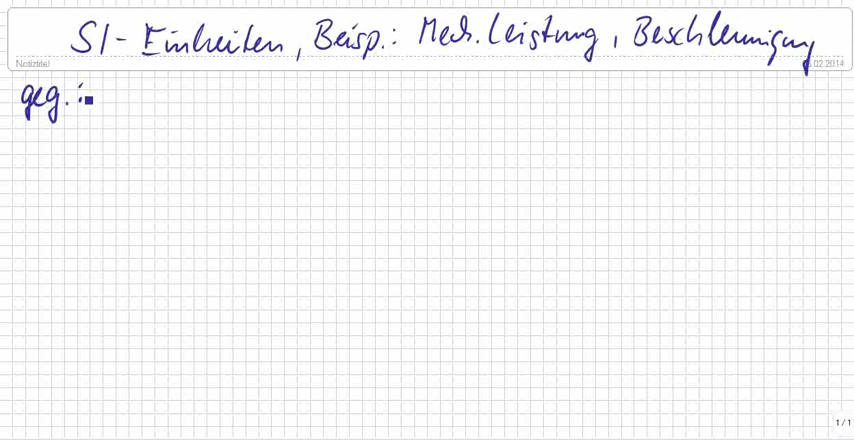 SI-Einheiten, Beisp.: Mech. Leistung, Beschleunigung
Notiztitel
.02.2014
geg.:
1/1